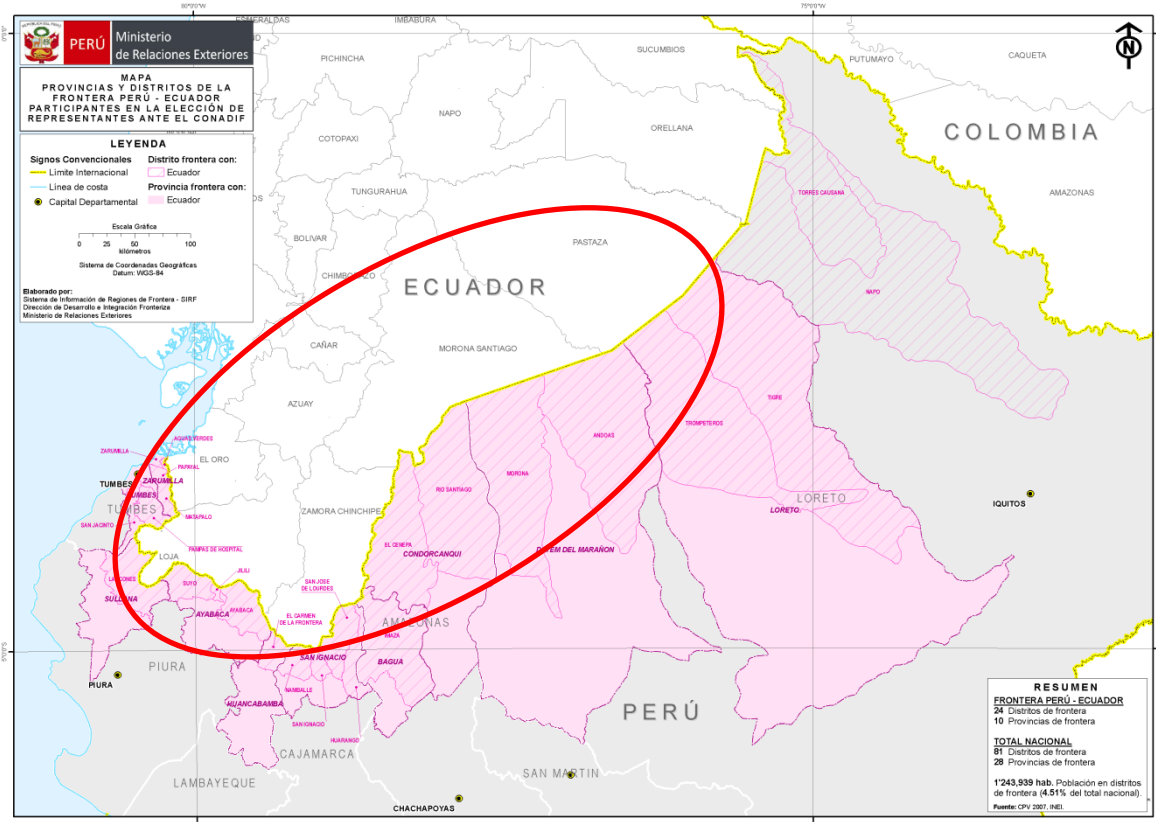 80°0'0"O
75°0'0"O
0°0'0"
5°0'0"S
REPUBLICA DEL PERU
PERÚ
Ministerio
de Relaciones Exteriores
MAPA
PROVINCIAS Y DISTRITOS DE LA
FRONTERA PERÚ - ECUADOR
PARTICIPANTES EN LA ELECCIÓN DE
REPRESENTANTES ANTE EL CONADIF
LEYENDA
Signos Convencionales
Límite Internacional
Línea de costa
Capital Departamental
Distrito frontera con:
Ecuador
Provincia frontera con:
Ecuador
Escala Gráfica
0 25 50 100
kilómetros
Sistema de Coordenadas Geográficas
Datum: WGS-84
Elaborado por:
Sistema de Información de Regiones de Frontera - SIRF
Dirección de Desarrollo e Integración Fronteriza
Ministerio de Relaciones Exteriores
ESMERALDAS
IMBABURA
PICHINCHA
SUCUMBIOS
PUTUMAYO
CAQUETA
N
NAPO
ORELLANA
COLOMBIA
COTOPAXI
TUNGURAHUA
TORRES CAUSANA
AMAZONAS
BOLIVAR
PASTAZA
CHIMBORAZO
ECUADOR
NAPO
CAÑAR
MORONA SANTIAGO
AZUAY
TIGRE
TROMPETEROS
ANDOAS
AGUAS VERDES
ZARUMILLA
PAPAYAL
EL ORO
TUMBES
ZARUMILLA
TUMBES
MORONA
RIO SANTIAGO
LORETO
LORETO
IQUITOS
TUMBES
MATAPALO
SAN JACINTO
ZAMORA CHINCHIPE
PAMPAS DE HOSPITAL
EL CENEPA
CONDORCANQUI
DATEM DEL MARAÑON
LOJA
JILILI
LANCONES
SUYO
SAN JOSE
DE LOURDES
SULLANA
AYABACA
AYABACA
EL CARMEN
DE LA FRONTERA
AMAZONAS
IMAZA
PIURA
SAN IGNACIO
BAGUA
PIURA
NAMBALLE
HUANCABAMBA
SAN IGNACIO
PERÚ
HUARANGO
CAJAMARCA
SAN MARTIN
LAMBAYEQUE
CHACHAPOYAS
RESUMEN
FRONTERA PERÚ - ECUADOR
24 Distritos de frontera
10 Provincias de frontera
TOTAL NACIONAL
81 Distritos de frontera
28 Provincias de frontera
1'243,939 hab. Población en distritos
de frontera (4.51% del total nacional).
Fuente: CPV 2007, INEI.